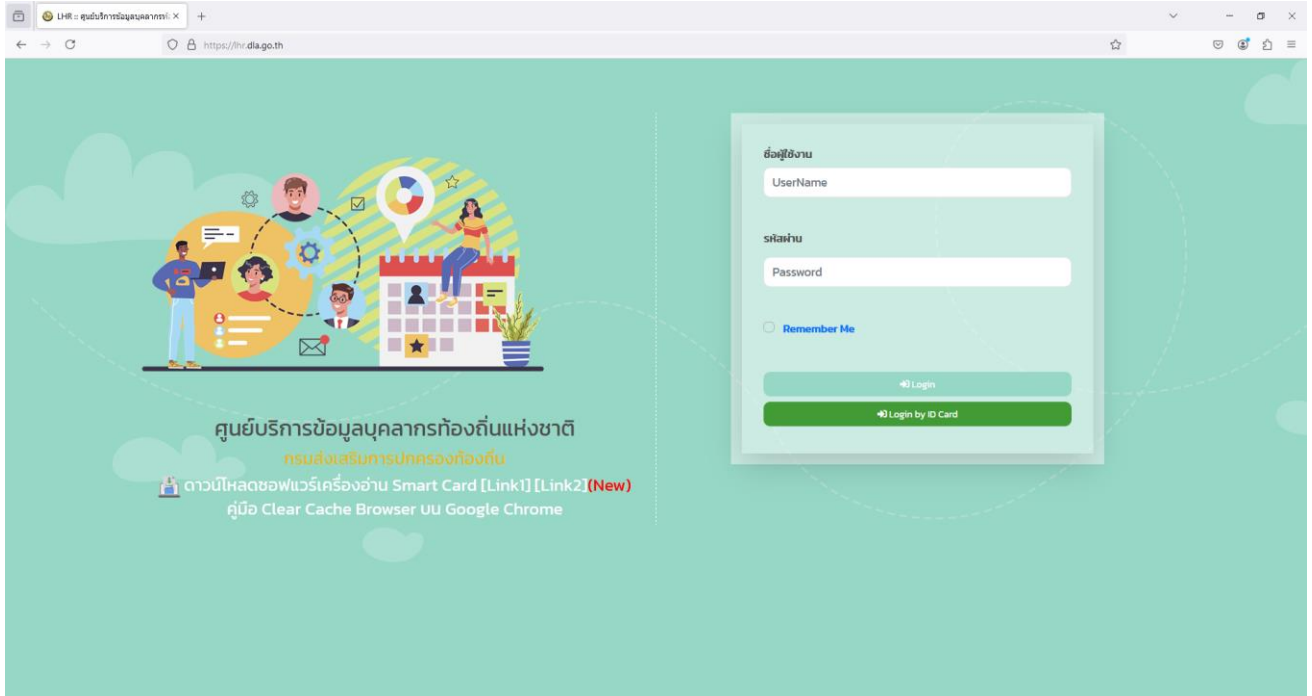 LHR :: ศูนย์บริการข้อมูลบุคลากรท้
https://lhr.dla.go.th
ศูนย์บริการข้อมูลบุคลากรท้องถิ่นแห่งชาติ
กรมส่งเสริมการปกครองท้องถิ่น
ดาวน์โหลดซอฟแวร์เครื่องอ่าน Smart Card [Link1] [Link2](New)
คู่มือ Clear Cache Browser บน Google Chrome
ชื่อผู้ใช้งาน
UserName
รหัสผ่าน
Password
Remember Me
Login
Login by ID Card